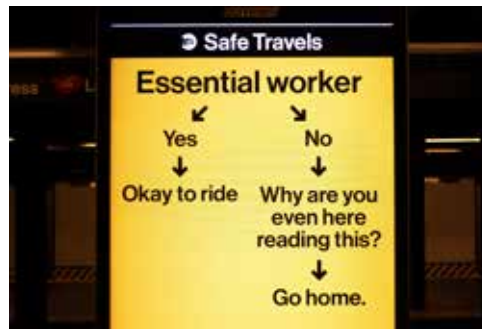 Safe Travels
Essential worker
Yes
No
Okay to ride
Why are you
even here
reading this?
Go home.